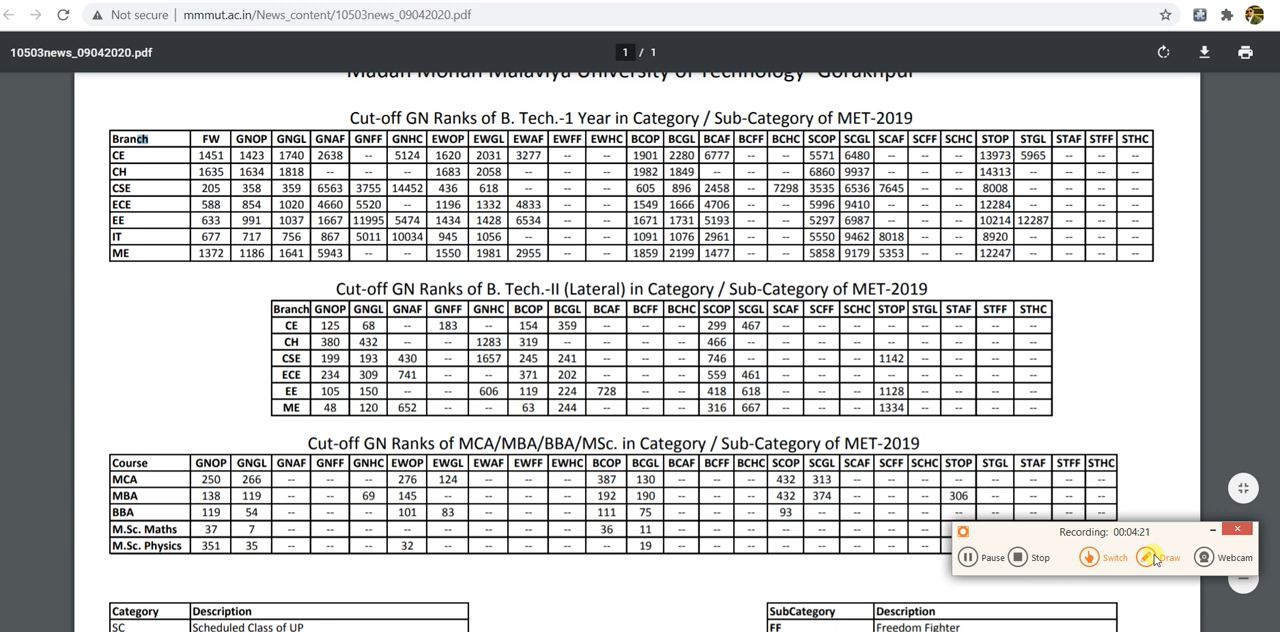 Not secure | mmmut.ac.in/News_content/10503news_09042020.pdf
10503news_09042020.pdf 1 / 1
Madan Mohan Malaviya University of Technology Gorakhpur
Cut-off GN Ranks of B. Tech.-1 Year in Category / Sub-Category of MET-2019
Branch FW GNOP GNGL GNAF GNFF GNHC EWOP EWGL EWAF EWFF EWHC BCOP BCGL BCAF BCFF BCHC SCOP SCGL SCAF SCFF SCHC STOP STGL STAF STFF STHC
CE 1451 1423 1740 2638 -- 5124 1620 2031 3277 -- -- 1901 2280 6777 -- -- 5571 6480 -- -- -- 13973 5965 -- -- --
CH 1635 1634 1818 -- -- -- 1683 2058 -- -- -- 1982 1849 -- -- -- 6860 9937 -- -- -- 14313 -- -- -- --
CSE 205 358 359 6563 3755 14452 436 618 -- -- -- 605 896 2458 -- 7298 3535 6536 7645 -- -- 8008 -- -- -- --
ECE 588 854 1020 4660 5520 -- 1196 1332 4833 -- -- 1549 1666 4706 -- -- 5996 9410 -- -- -- 12284 -- -- -- --
EE 633 991 1037 1667 11995 5474 1434 1428 6534 -- -- 1671 1731 5193 -- -- 5297 6987 -- -- -- 10214 12287 -- -- --
IT 677 717 756 867 5011 10034 945 1056 -- -- -- 1091 1076 2961 -- -- 5550 9462 8018 -- -- 8920 -- -- -- --
ME 1372 1186 1641 5943 -- -- 1550 1981 2955 -- -- 1859 2199 1477 -- -- 5858 9179 5353 -- -- 12247 -- -- -- --
Cut-off GN Ranks of B. Tech.-II (Lateral) in Category / Sub-Category of MET-2019
Branch GNOP GNGL GNAF GNFF GNHC BCOP BCGL BCAF BCFF BCHC SCOP SCGL SCAF SCFF SCHC STOP STGL STAF STFF STHC
CE 125 68 -- 183 -- 154 359 -- -- -- 299 467 -- -- -- -- -- -- -- --
CH 380 432 -- -- 1283 319 -- -- -- -- 466 -- -- -- -- -- -- -- --
CSE 199 193 430 -- 1657 245 241 -- -- -- 746 -- -- -- 1142 -- -- -- --
ECE 234 309 741 -- -- 371 202 -- -- -- 559 461 -- -- -- -- -- -- -- --
EE 105 150 -- -- 606 119 224 728 -- -- 418 618 -- -- -- 1128 -- -- -- --
ME 48 120 652 -- -- 63 244 -- -- -- 316 667 -- -- -- 1334 -- -- -- --
Cut-off GN Ranks of MCA/MBA/BBA/MSc. in Category / Sub-Category of MET-2019
Course GNOP GNGL GNAF GNFF GNHC EWOP EWGL EWAF EWFF EWHC BCOP BCGL BCAF BCFF BCHC SCOP SCGL SCAF SCFF SCHC STOP STGL STAF STFF STHC
MCA 250 266 -- -- -- 276 124 -- -- -- 387 130 -- -- -- 432 313 -- -- -- -- -- -- -- --
MBA 138 119 -- -- 69 145 -- -- -- -- 192 190 -- -- -- 432 374 -- -- -- 306 -- -- -- --
BBA 119 54 -- -- -- 101 83 -- -- -- 111 75 -- -- -- 93 -- -- -- -- -- -- -- --
M.Sc. Maths 37 7 -- -- -- -- -- -- -- -- 36 11 -- -- -- -- -- -- --
M.Sc. Physics 351 35 -- -- -- 32 -- -- -- -- 19 -- -- -- -- -- -- --
Recording: 00:04:21
Pause Stop Switch Draw Webcam
Category Description
SC Scheduled Class of UP
SubCategory Description
FF Freedom Fighter